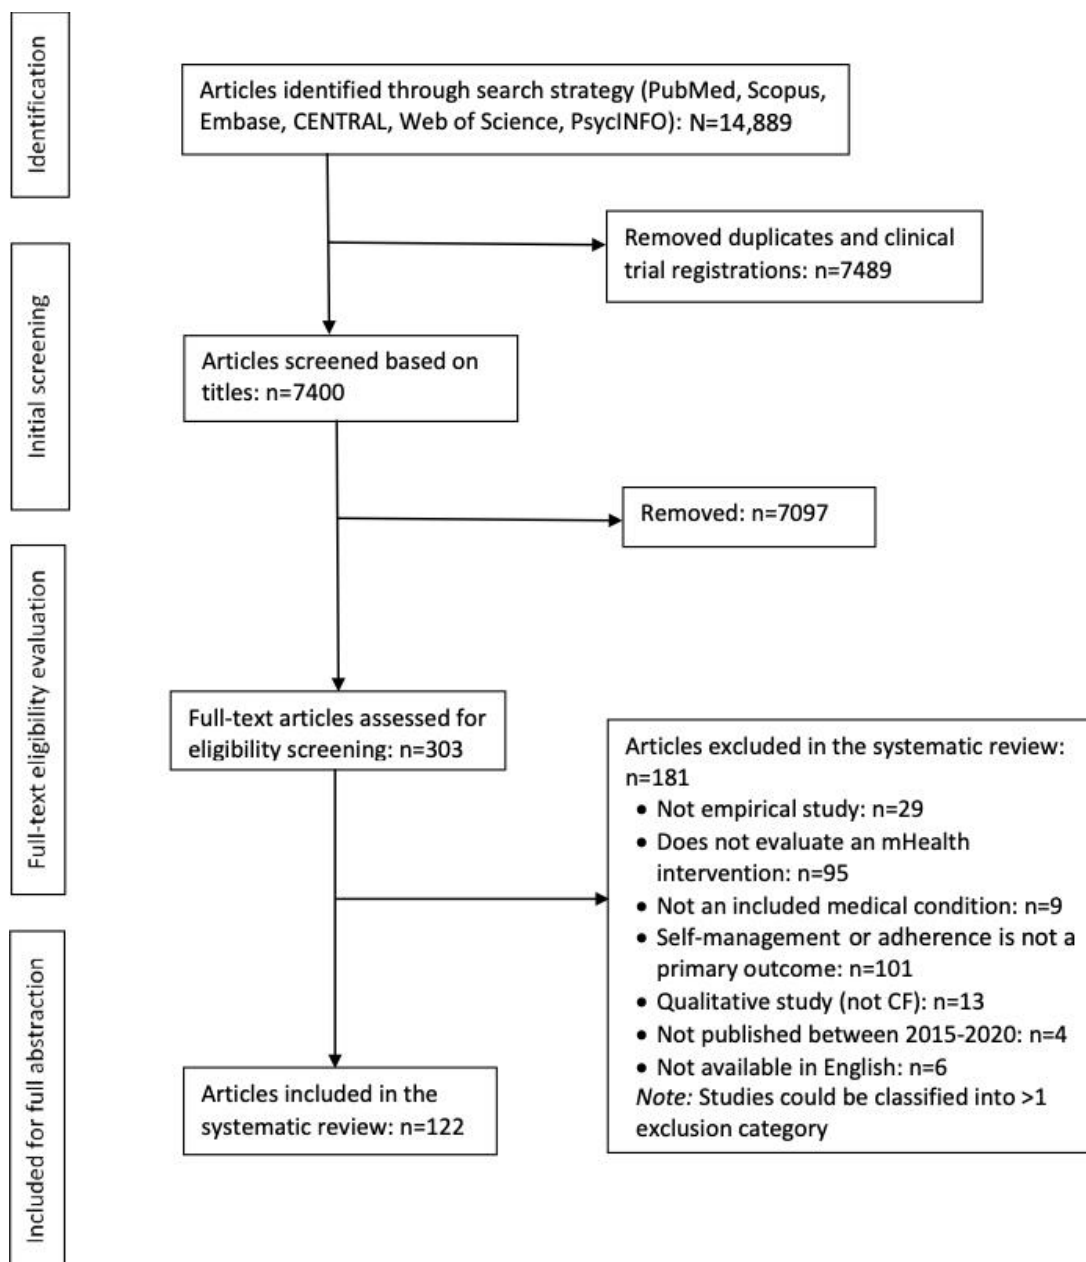 Identification
Articles identified through search strategy (PubMed, Scopus,
Embase, CENTRAL, Web of Science, PsycINFO): N=14,889
Removed duplicates and clinical
trial registrations: n=7489
Initial screening
Articles screened based on
titles: n=7400
Removed: n=7097
Full-text eligibility evaluation
Full-text articles assessed for
eligibility screening: n=303
Articles excluded in the systematic review:
n=181
• Not empirical study: n=29
• Does not evaluate an mHealth
intervention: n=95
• Not an included medical condition: n=9
• Self-management or adherence is not a
primary outcome: n=101
• Qualitative study (not CF): n=13
• Not published between 2015-2020: n=4
• Not available in English: n=6
Note: Studies could be classified into >1
exclusion category
Included for full abstraction
Articles included in the
systematic review: n=122